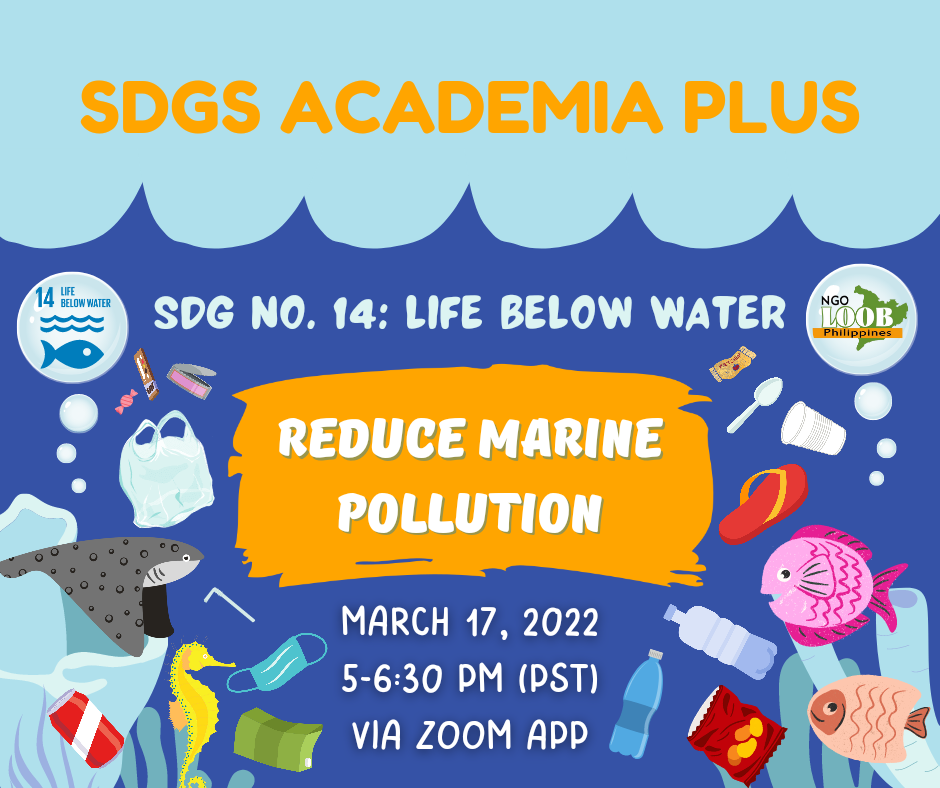 SDGS ACADEMIA PLUS
14 LIFE
BELOW WATER
SDG NO. 14: LIFE BELOW WATER
NGO
LOOB
Philippines
REDUCE MARINE
POLLUTION
MARCH 17, 2022
5-6:30 PM (PST)
VIA ZOOM APP